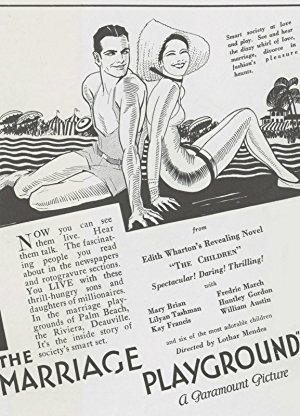 Smart society at love
and play. See and hear
the dizzy whirl of love,
marriage, divorce in
fashion's pleasure
haunts.
NOW you can see
them live. Hear
them talk. The fascinat-
ing people you read
about in the newspapers
and rotogravure sections.
You LIVE with these
thrill-hungry sons and
daughters of millionaires.
In the marriage play-
grounds of Palm Beach,
the Riviera, Deauville.
It's the inside story of
society's smart set.
from
Edith Wharton's Revealing Novel
"THE CHILDREN"
Spectacular! Daring! Thrilling!
with
Mary Brian
Lilyan Tashman
Kay Francis
Fredric March
Huntley Gordon
William Austin
and six of the most adorable children
Directed by Lothar Mendes
THE
MARRIAGE
PLAYGROUND
A Paramount Picture